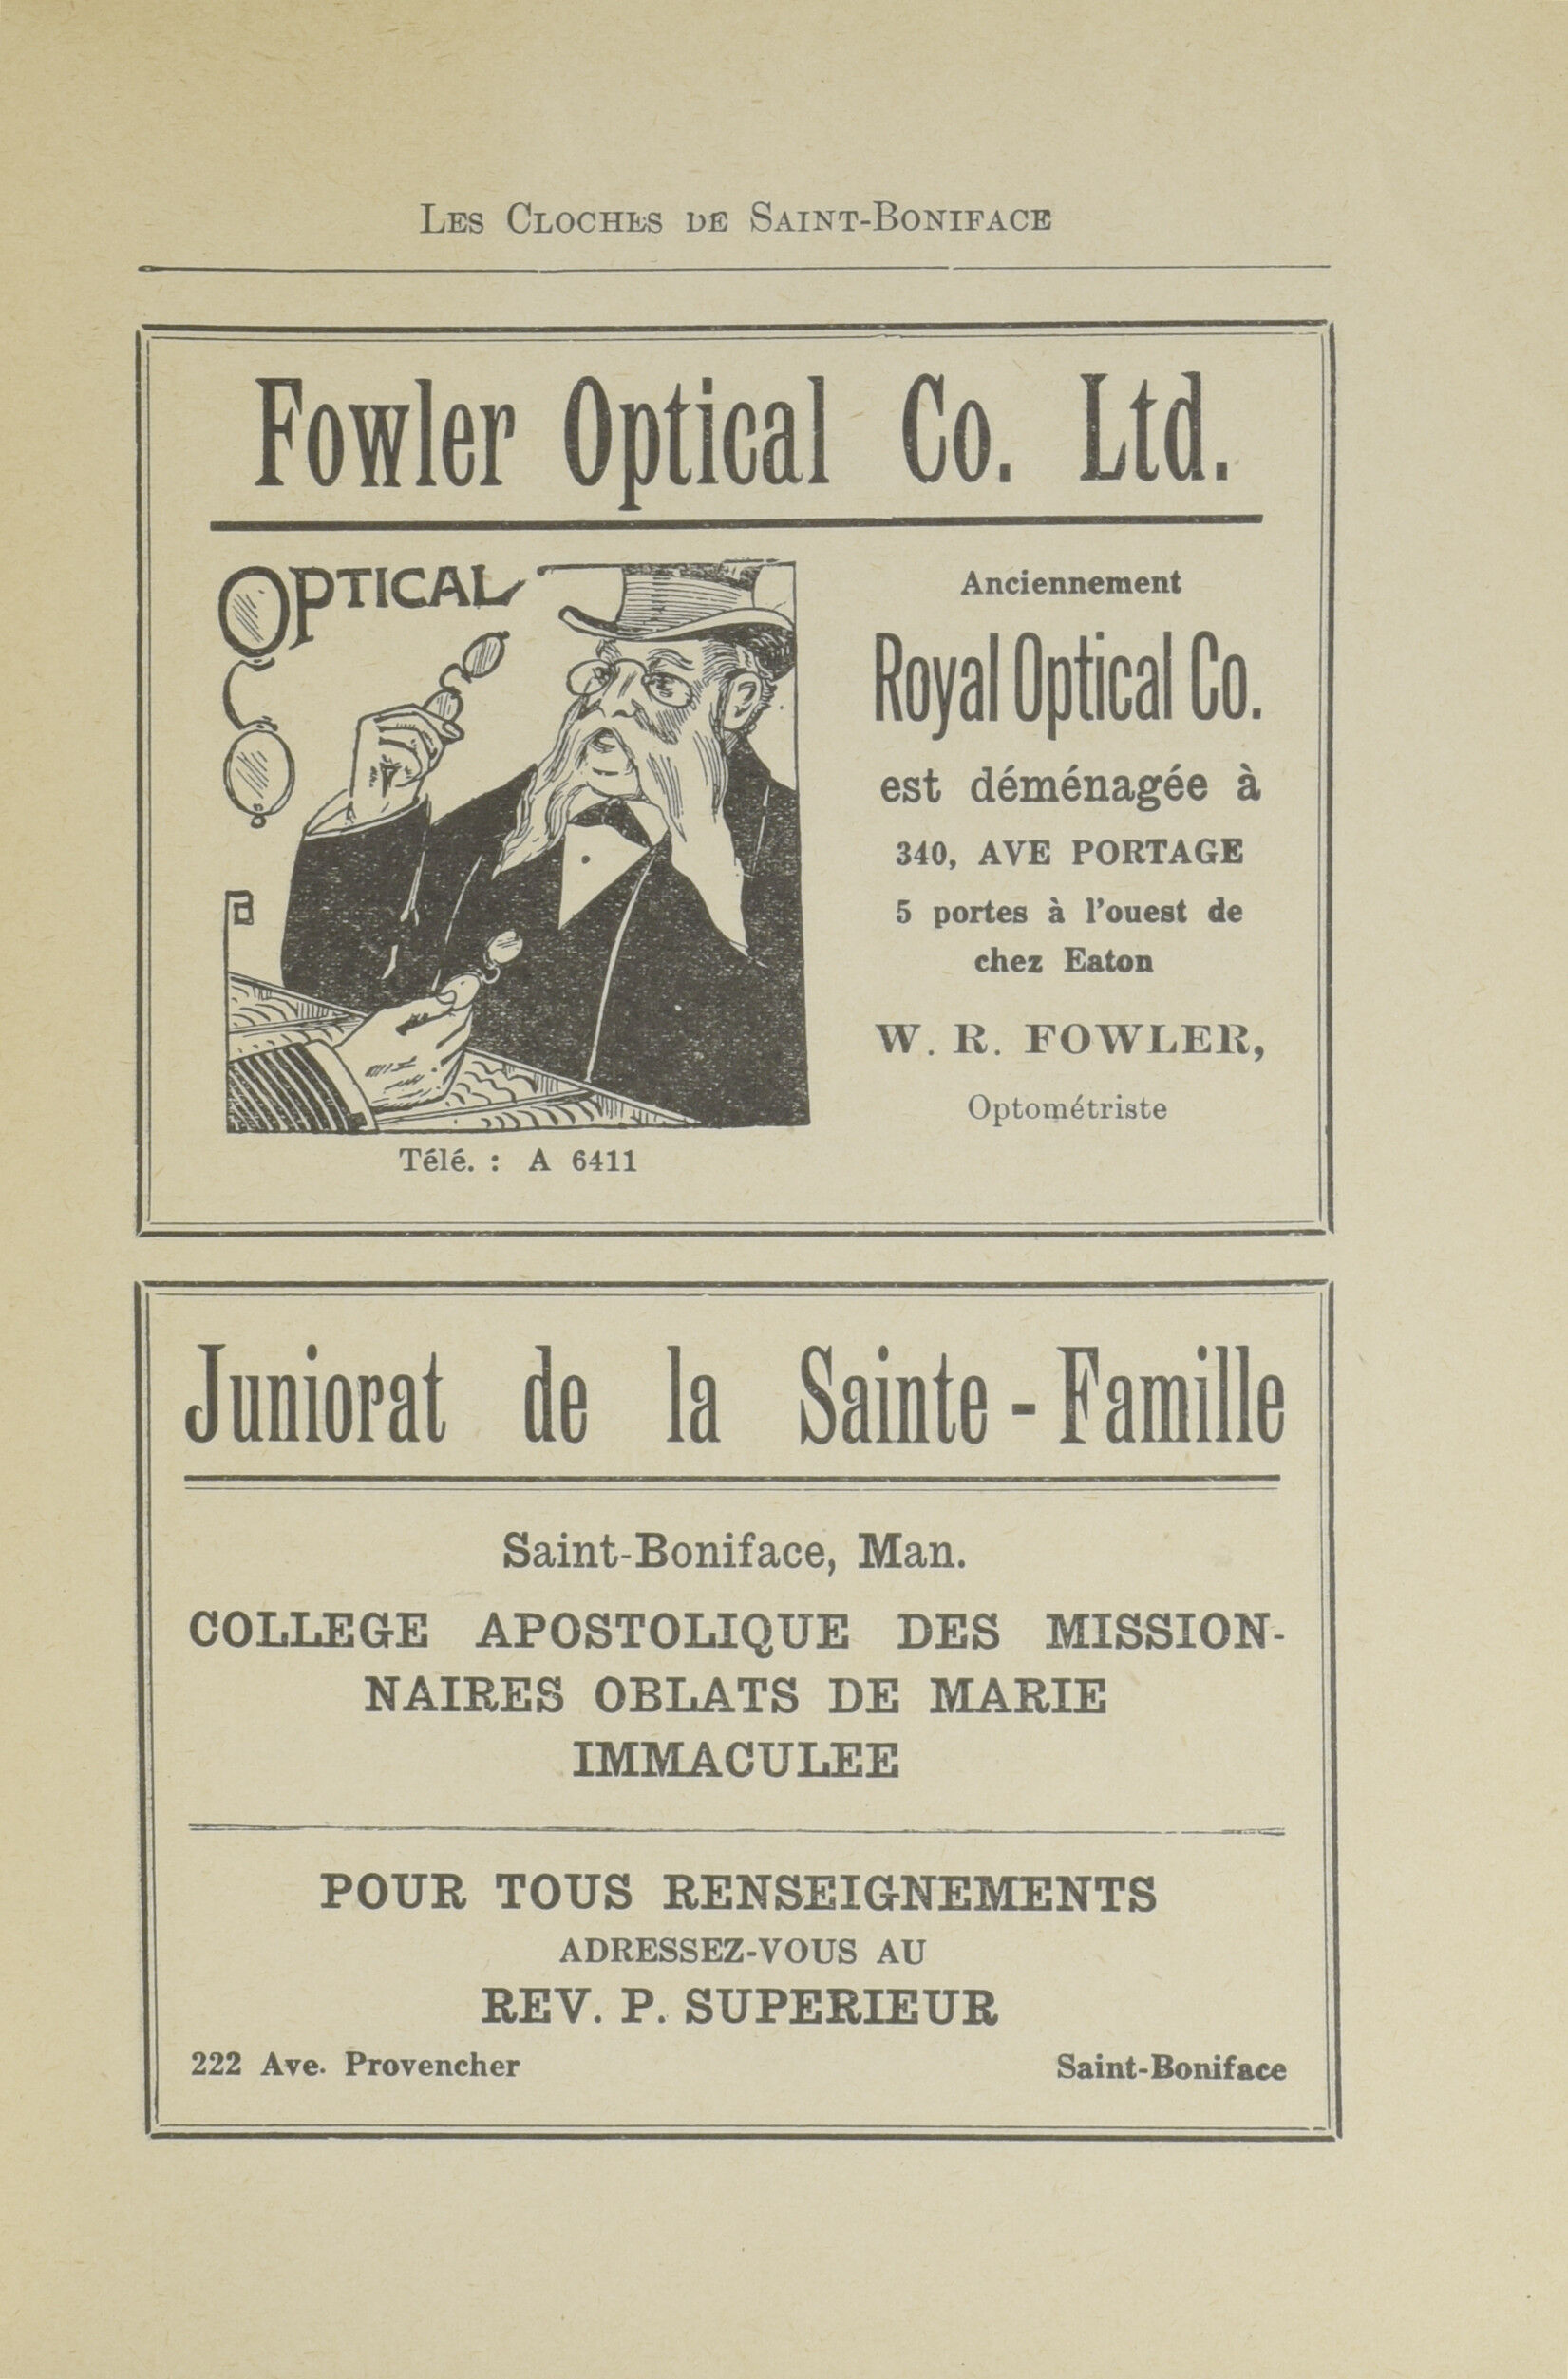 Les Cloches de Saint-Boniface
Fowler Optical Co. Ltd.
OPTICAL
Télé. : A 6411
Anciennement
Royal Optical Co.
est déménagée à
340, AVE PORTAGE
5 portes à l'ouest de
chez Eaton
W. R. FOWLER,
Optométriste
Juniorat de la Sainte-Famille
Saint-Boniface, Man.
COLLEGE APOSTOLIQUE DES MISSION-
NAIRES OBLATS DE MARIE
IMMACULEE
POUR TOUS RENSEIGNEMENTS
ADRESSEZ-VOUS AU
REV. P. SUPERIEUR
222 Ave. Provencher Saint-Boniface